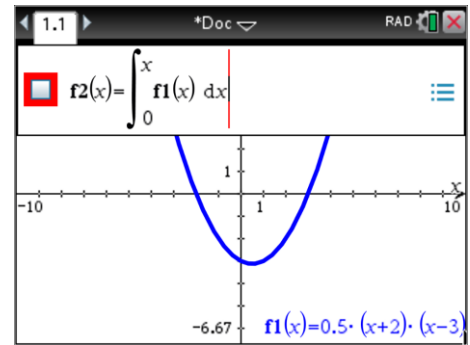 1.1 *Doc RAD
f2(x)=∫₀ˣ f1(x) dx
1
x
-10 1 10
-6.67 f1(x)=0.5· (x+2)· (x−3)